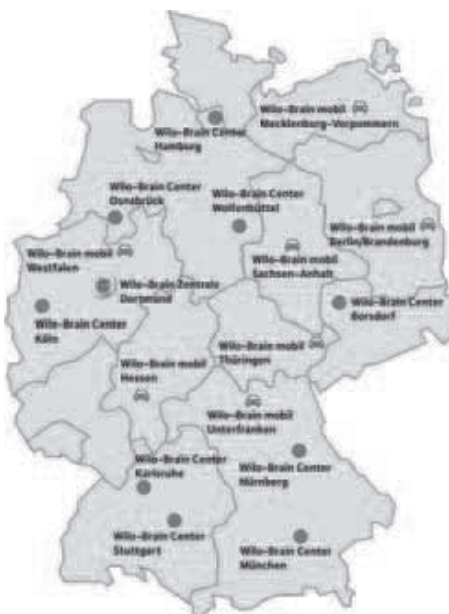 Wilo-Brain mobil
Mecklenburg-Vorpommern
Wilo-Brain Center
Hamburg
Wilo-Brain Center
Osnabrück
Wilo-Brain Center
Wolfenbüttel
Wilo-Brain mobil
Berlin/Brandenburg
Wilo-Brain mobil
Westfalen
Wilo-Brain mobil
Sachsen-Anhalt
Wilo-Brain Zentrale
Dortmund
Wilo-Brain Center
Borsdorf
Wilo-Brain Center
Köln
Wilo-Brain mobil
Thüringen
Wilo-Brain mobil
Hessen
Wilo-Brain mobil
Unterfranken
Wilo-Brain Center
Karlsruhe
Wilo-Brain Center
Nürnberg
Wilo-Brain Center
Stuttgart
Wilo-Brain Center
München